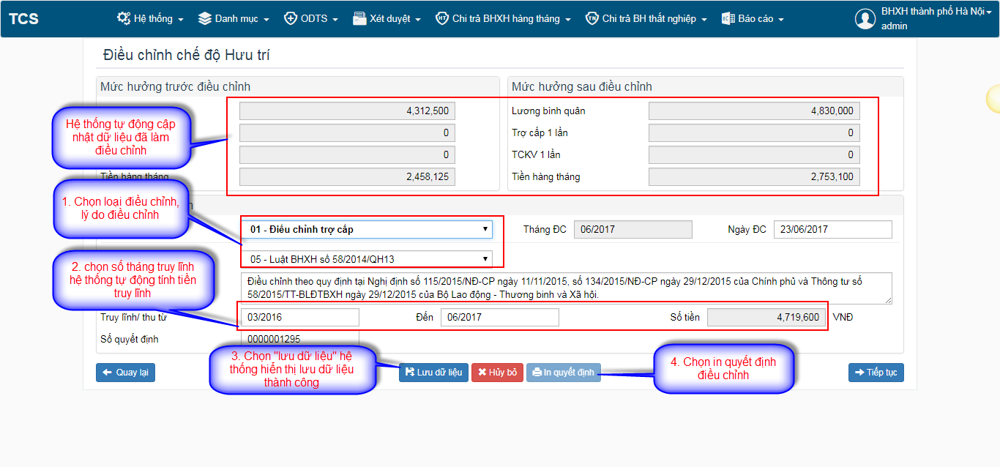 TCS
Hệ thống
Danh mục
ODTS
Xét duyệt
HT
Chi trả BHXH hàng tháng
TN
Chi trả BH thất nghiệp
Báo cáo
BHXH thành phố Hà Nội
admin
Điều chỉnh chế độ Hưu trí
Mức hưởng trước điều chỉnh
Mức hưởng sau điều chỉnh
Hệ thống tự động cập
nhật dữ liệu đã làm
điều chỉnh
4,312,500
Lương bình quân
4,830,000
0
Trợ cấp 1 lần
0
0
TCKV 1 lần
0
Tiền hàng tháng
2,458,125
Tiền hàng tháng
2,753,100
1. Chọn loại điều chỉnh,
lý do điều chỉnh
01 - Điều chỉnh trợ cấp
Tháng ĐC
06/2017
Ngày ĐC
23/06/2017
05 - Luật BHXH số 58/2014/QH13
2. chọn số tháng truy lĩnh
hệ thống tự động tính tiền
truy lĩnh
Điều chỉnh theo quy định tại Nghị định số 115/2015/NĐ-CP ngày 11/11/2015, số 134/2015/NĐ-CP ngày 29/12/2015 của Chính phủ và Thông tư số
58/2015/TT-BLĐTBXH ngày 29/12/2015 của Bộ Lao động - Thương binh và Xã hội.
Truy lĩnh/ thu từ
03/2016
Đến
06/2017
Số tiền
4,719,600
VNĐ
Số quyết định
0000001295
3. Chọn "lưu dữ liệu" hệ
thống hiển thị lưu dữ liệu
thành công
4. Chọn in quyết định
điều chỉnh
Quay lại
Lưu dữ liệu
Hủy bỏ
In quyết định
Tiếp tục